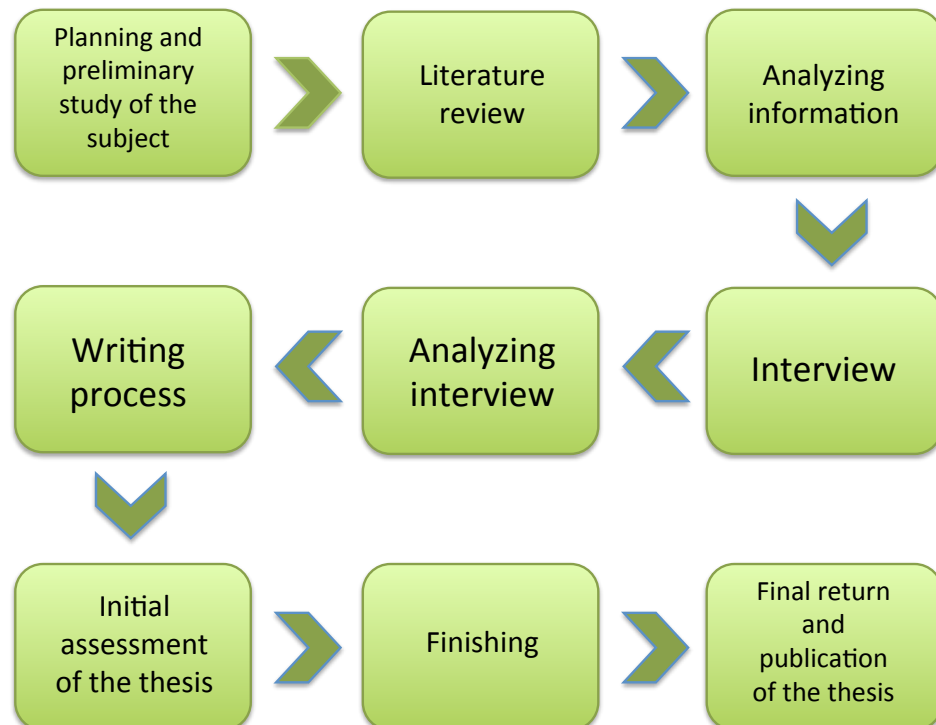 Planning and
preliminary
study of the
subject
Literature
review
Analyzing
information
Interview
Analyzing
interview
Writing
process
Initial
assessment
of the thesis
Finishing
Final return
and
publication
of the thesis